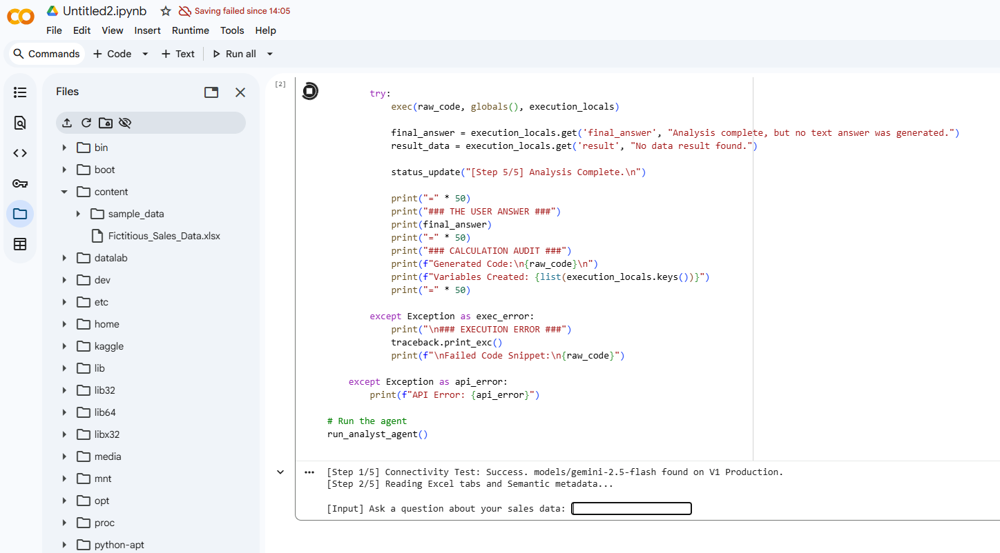 Untitled2.ipynb
Saving failed since 14:05
File Edit View Insert Runtime Tools Help
Commands + Code + Text Run all
Files
bin
boot
content
sample_data
Fictitious_Sales_Data.xlsx
datalab
dev
etc
home
kaggle
lib
lib32
lib64
libx32
media
mnt
opt
proc
python-apt
[2]
try:
exec(raw_code, globals(), execution_locals)
final_answer = execution_locals.get('final_answer', "Analysis complete, but no text answer was generated.")
result_data = execution_locals.get('result', "No data result found.")
status_update("[Step 5/5] Analysis Complete.\n")
print("=" * 50)
print("### THE USER ANSWER ###")
print(final_answer)
print("=" * 50)
print("### CALCULATION AUDIT ###")
print(f"Generated Code:\n{raw_code}\n")
print(f"Variables Created: {list(execution_locals.keys())}")
print("=" * 50)
except Exception as exec_error:
print("\n### EXECUTION ERROR ###")
traceback.print_exc()
print(f"\nFailed Code Snippet:\n{raw_code}")
except Exception as api_error:
print(f"API Error: {api_error}")
# Run the agent
run_analyst_agent()
[Step 1/5] Connectivity Test: Success. models/gemini-2.5-flash found on V1 Production.
[Step 2/5] Reading Excel tabs and Semantic metadata...
[Input] Ask a question about your sales data: